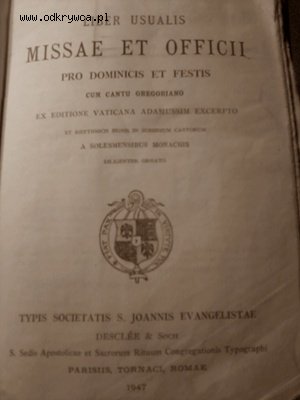 www.odkrywca.pl
LIBER USUALIS
MISSAE ET OFFICII
PRO DOMINICIS ET FESTIS
CUM CANTU GREGORIANO
EX EDITIONE VATICANA ADAMUSSIM EXCERPTO
ET RHYTHMICIS SIGNIS IN SUBSIDIUM CANTORUM
A SOLESMENSIBUS MONACHIS
DILIGENTER ORNATO
TYPIS SOCIETATIS S. JOANNIS EVANGELISTAE
DESCLÉE & Socii
S. Sedis Apostolicae et Sacrorum Rituum Congregationis Typographi
PARISIIS, TORNACI, ROMAE
1947